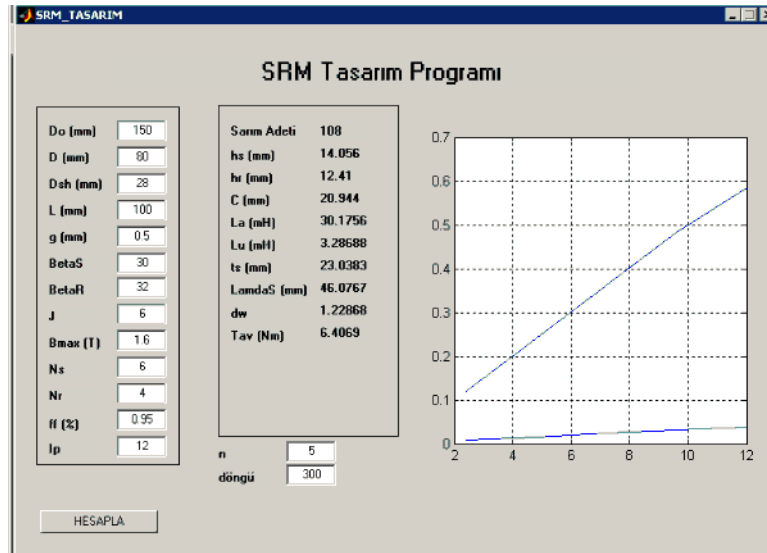 SRM_TASARIM
SRM Tasarım Programı
Do (mm) 150
D (mm) 80
Dsh (mm) 28
L (mm) 100
g (mm) 0.5
BetaS 30
BetaR 32
J 6
Bmax (T) 1.6
Ns 6
Nr 4
ff (%) 0.95
Ip 12
HESAPLA
Sarım Adeti 108
hs (mm) 14.056
hr (mm) 12.41
C (mm) 20.944
La (mH) 30.1756
Lu (mH) 3.28688
ts (mm) 23.0383
LamdaS (mm) 46.0767
dw 1.22868
Tav (Nm) 6.4069
n 5
döngü 300
0.7
0.6
0.5
0.4
0.3
0.2
0.1
0
2 4 6 8 10 12